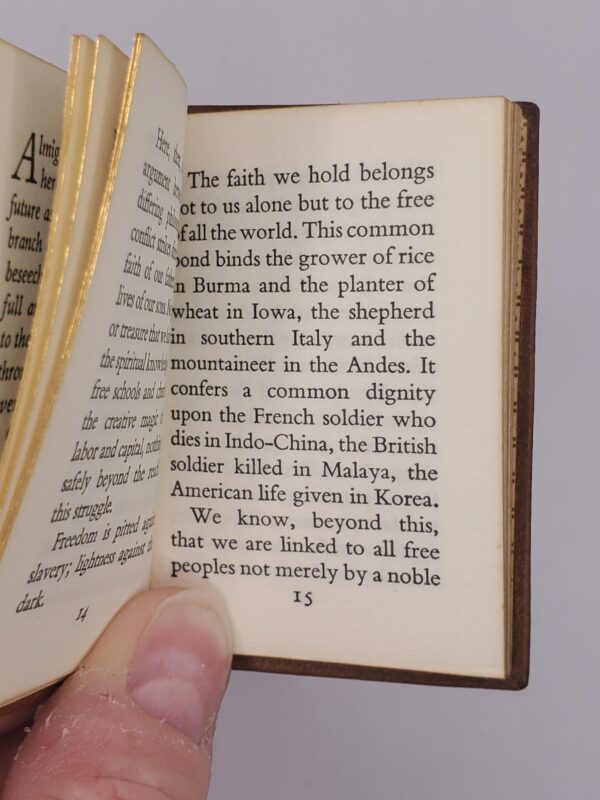 future
branch
beseech
full
to the
Here,
argument
differing
conflict strikes
faith of our
lives of our sons.
or treasure that
the spiritual
free schools and
the creative magic
labor and capital,
safely beyond the
this struggle.
Freedom is pitted
slavery; lightness against
dark.
14
The faith we hold belongs
not to us alone but to the free
of all the world. This common
bond binds the grower of rice
in Burma and the planter of
wheat in Iowa, the shepherd
in southern Italy and the
mountaineer in the Andes. It
confers a common dignity
upon the French soldier who
dies in Indo-China, the British
soldier killed in Malaya, the
American life given in Korea.
We know, beyond this,
that we are linked to all free
peoples not merely by a noble
15